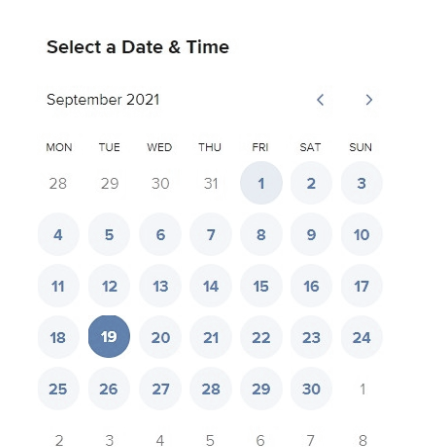 Select a Date & Time
September 2021
MON TUE WED THU FRI SAT SUN
28 29 30 31 1 2 3
4 5 6 7 8 9 10
11 12 13 14 15 16 17
18 19 20 21 22 23 24
25 26 27 28 29 30 1
2 3 4 5 6 7 8